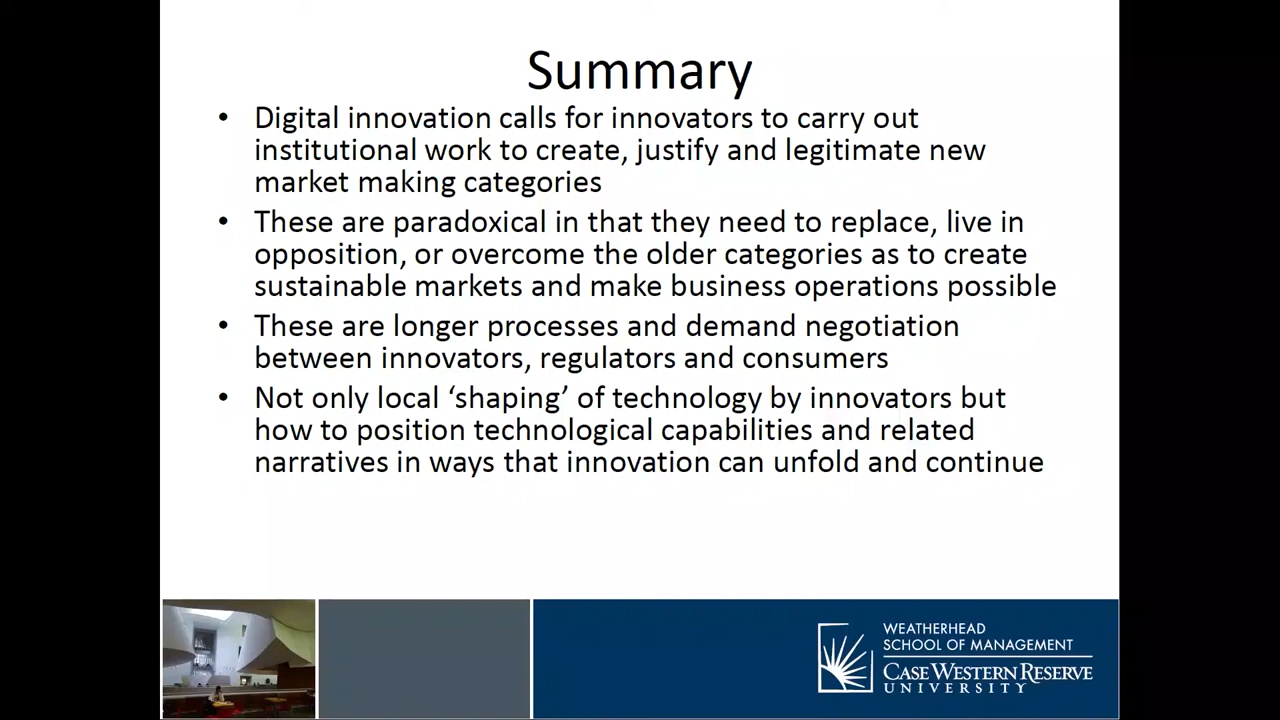 Summary
• Digital innovation calls for innovators to carry out
institutional work to create, justify and legitimate new
market making categories
• These are paradoxical in that they need to replace, live in
opposition, or overcome the older categories as to create
sustainable markets and make business operations possible
• These are longer processes and demand negotiation
between innovators, regulators and consumers
• Not only local ‘shaping’ of technology by innovators but
how to position technological capabilities and related
narratives in ways that innovation can unfold and continue
WEATHERHEAD
SCHOOL OF MANAGEMENT
CASE WESTERN RESERVE
UNIVERSITY